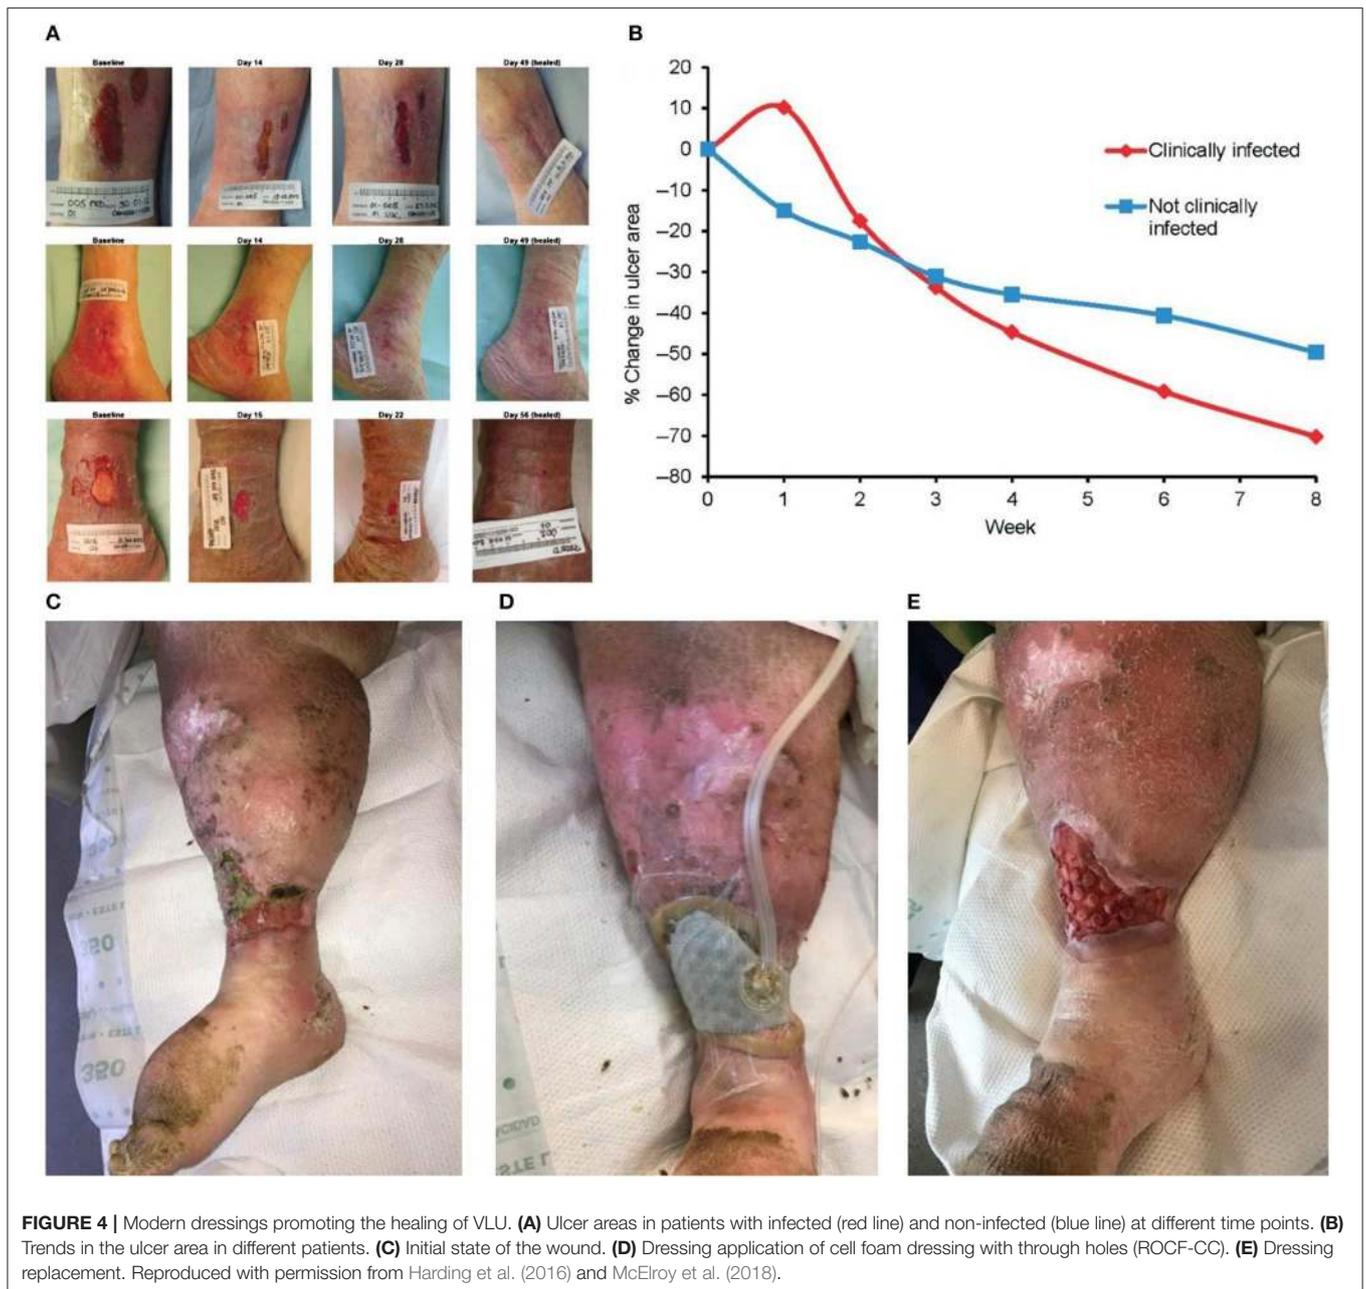 A
B
Baseline
Day 14
Day 28
Day 49 (healed)
Baseline
Day 14
Day 28
Day 49 (healed)
Baseline
Day 15
Day 22
Day 56 (healed)
20
10
0
–10
–20
–30
–40
–50
–60
–70
–80
% Change in ulcer area
0 1 2 3 4 6 7 8
Week
Clinically infected
Not clinically
infected
C
D
E
350
350
FIGURE 4 | Modern dressings promoting the healing of VLU. (A) Ulcer areas in patients with infected (red line) and non-infected (blue line) at different time points. (B)
Trends in the ulcer area in different patients. (C) Initial state of the wound. (D) Dressing application of cell foam dressing with through holes (ROCF-CC). (E) Dressing
replacement. Reproduced with permission from Harding et al. (2016) and McElroy et al. (2018).